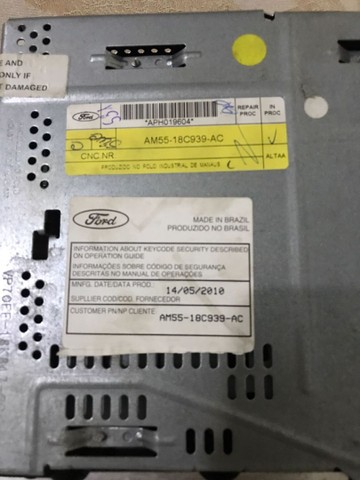 E AND
ONLY IF
T DAMAGED
Ford
*APH019604*
REPAIR
PROC
IN
PROC
AM55-18C939-AC
CNC.NR.
ALTAA
PRODUZIDO NO POLO INDUSTRIAL DE MANAUS
Ford
MADE IN BRAZIL
PRODUZIDO NO BRASIL
INFORMATION ABOUT KEYCODE SECURITY DESCRIBED
ON OPERATION GUIDE
INFORMAÇÕES SOBRE CÓDIGO DE SEGURANÇA
DESCRITAS NO MANUAL DE OPERAÇÕES
MNFG. DATE/DATA PROD. 14/05/2010
SUPLLIER COD/COD. FORNECEDOR
CUSTOMER PN/NP CLIENTE AM55-18C939-AC